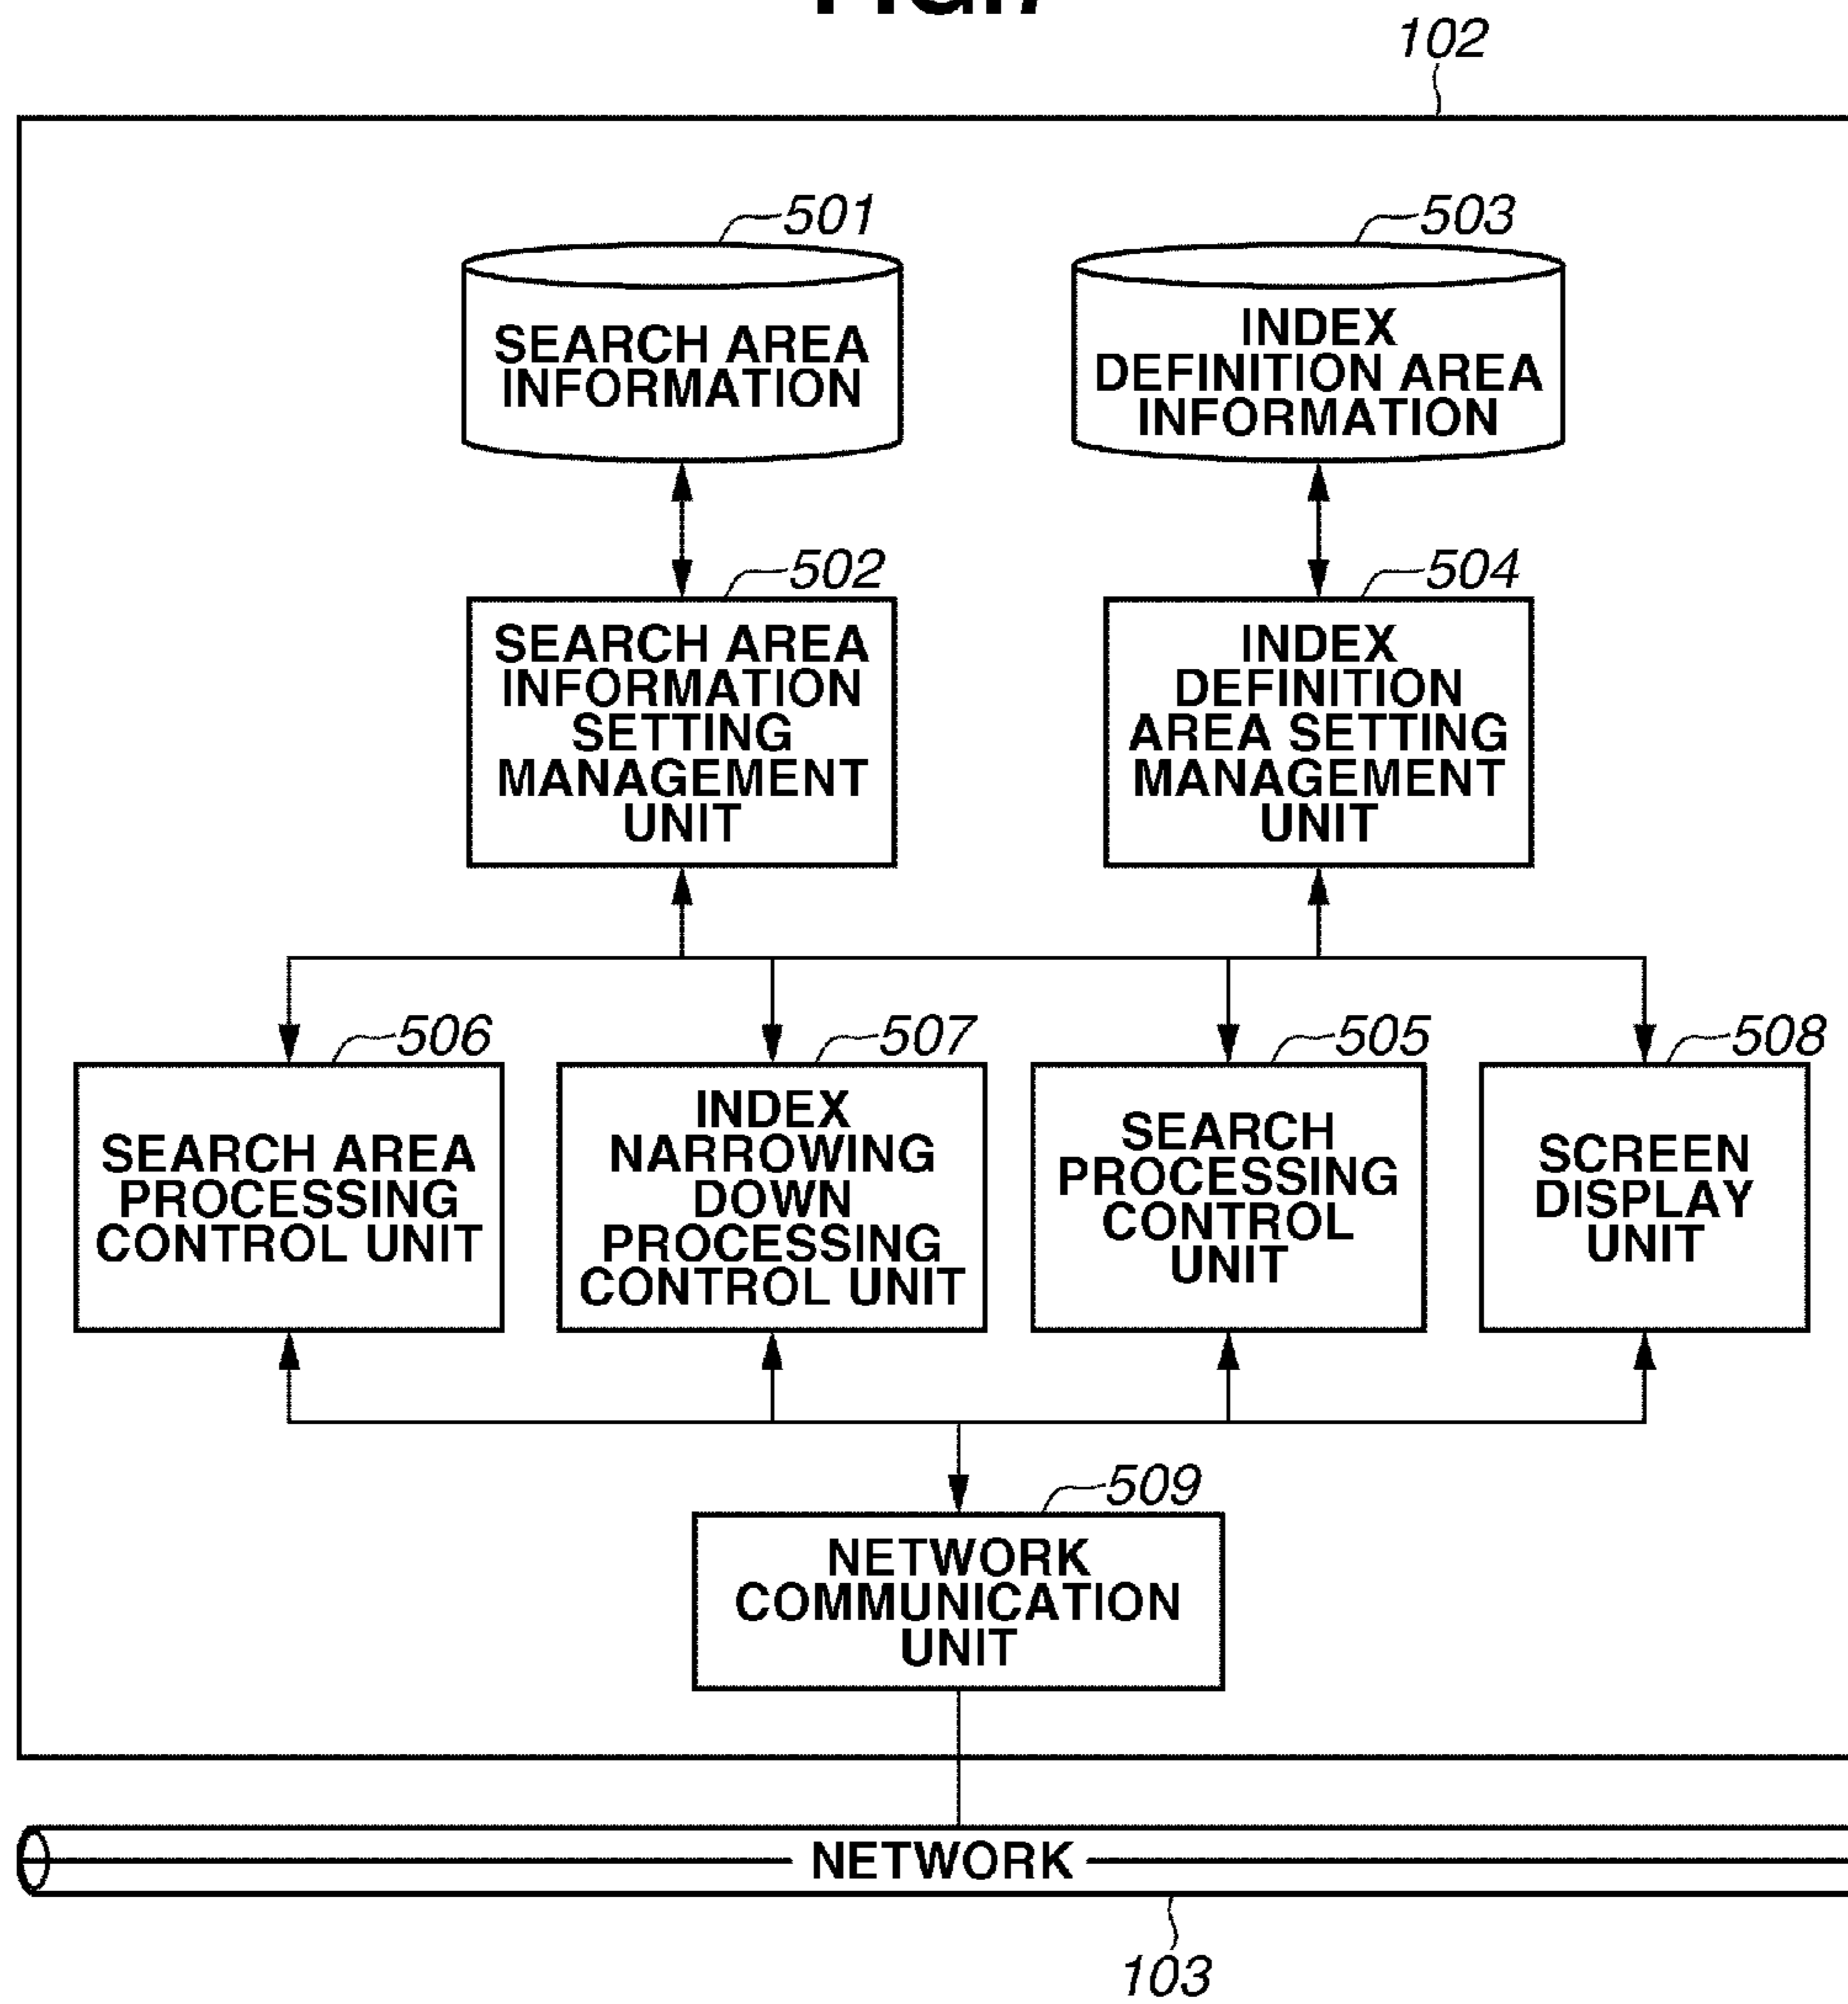 102
501
503
SEARCH AREA
INFORMATION
INDEX
DEFINITION AREA
INFORMATION
502
504
SEARCH AREA
INFORMATION
SETTING
MANAGEMENT
UNIT
INDEX
DEFINITION
AREA SETTING
MANAGEMENT
UNIT
506
507
505
508
SEARCH AREA
PROCESSING
CONTROL UNIT
INDEX
NARROWING
DOWN
PROCESSING
CONTROL UNIT
SEARCH
PROCESSING
CONTROL
UNIT
SCREEN
DISPLAY
UNIT
509
NETWORK
COMMUNICATION
UNIT
NETWORK
103